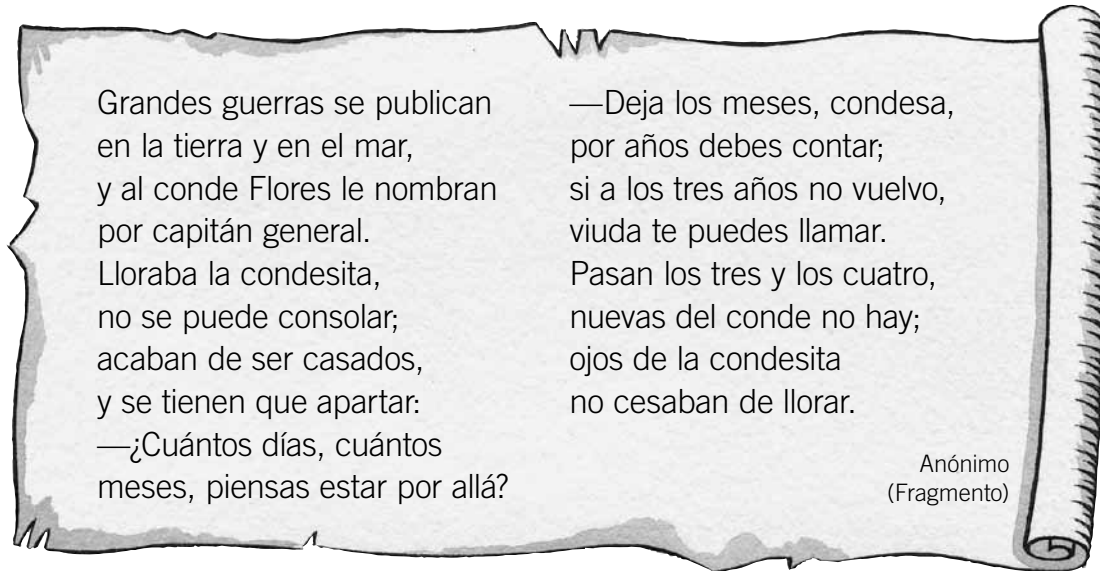 Grandes guerras se publican
en la tierra y en el mar,
y al conde Flores le nombran
por capitán general.
Lloraba la condesita,
no se puede consolar;
acaban de ser casados,
y se tienen que apartar:
—¿Cuántos días, cuántos
meses, piensas estar por allá?
—Deja los meses, condesa,
por años debes contar;
si a los tres años no vuelvo,
viuda te puedes llamar.
Pasan los tres y los cuatro,
nuevas del conde no hay;
ojos de la condesita
no cesaban de llorar.
Anónimo
(Fragmento)